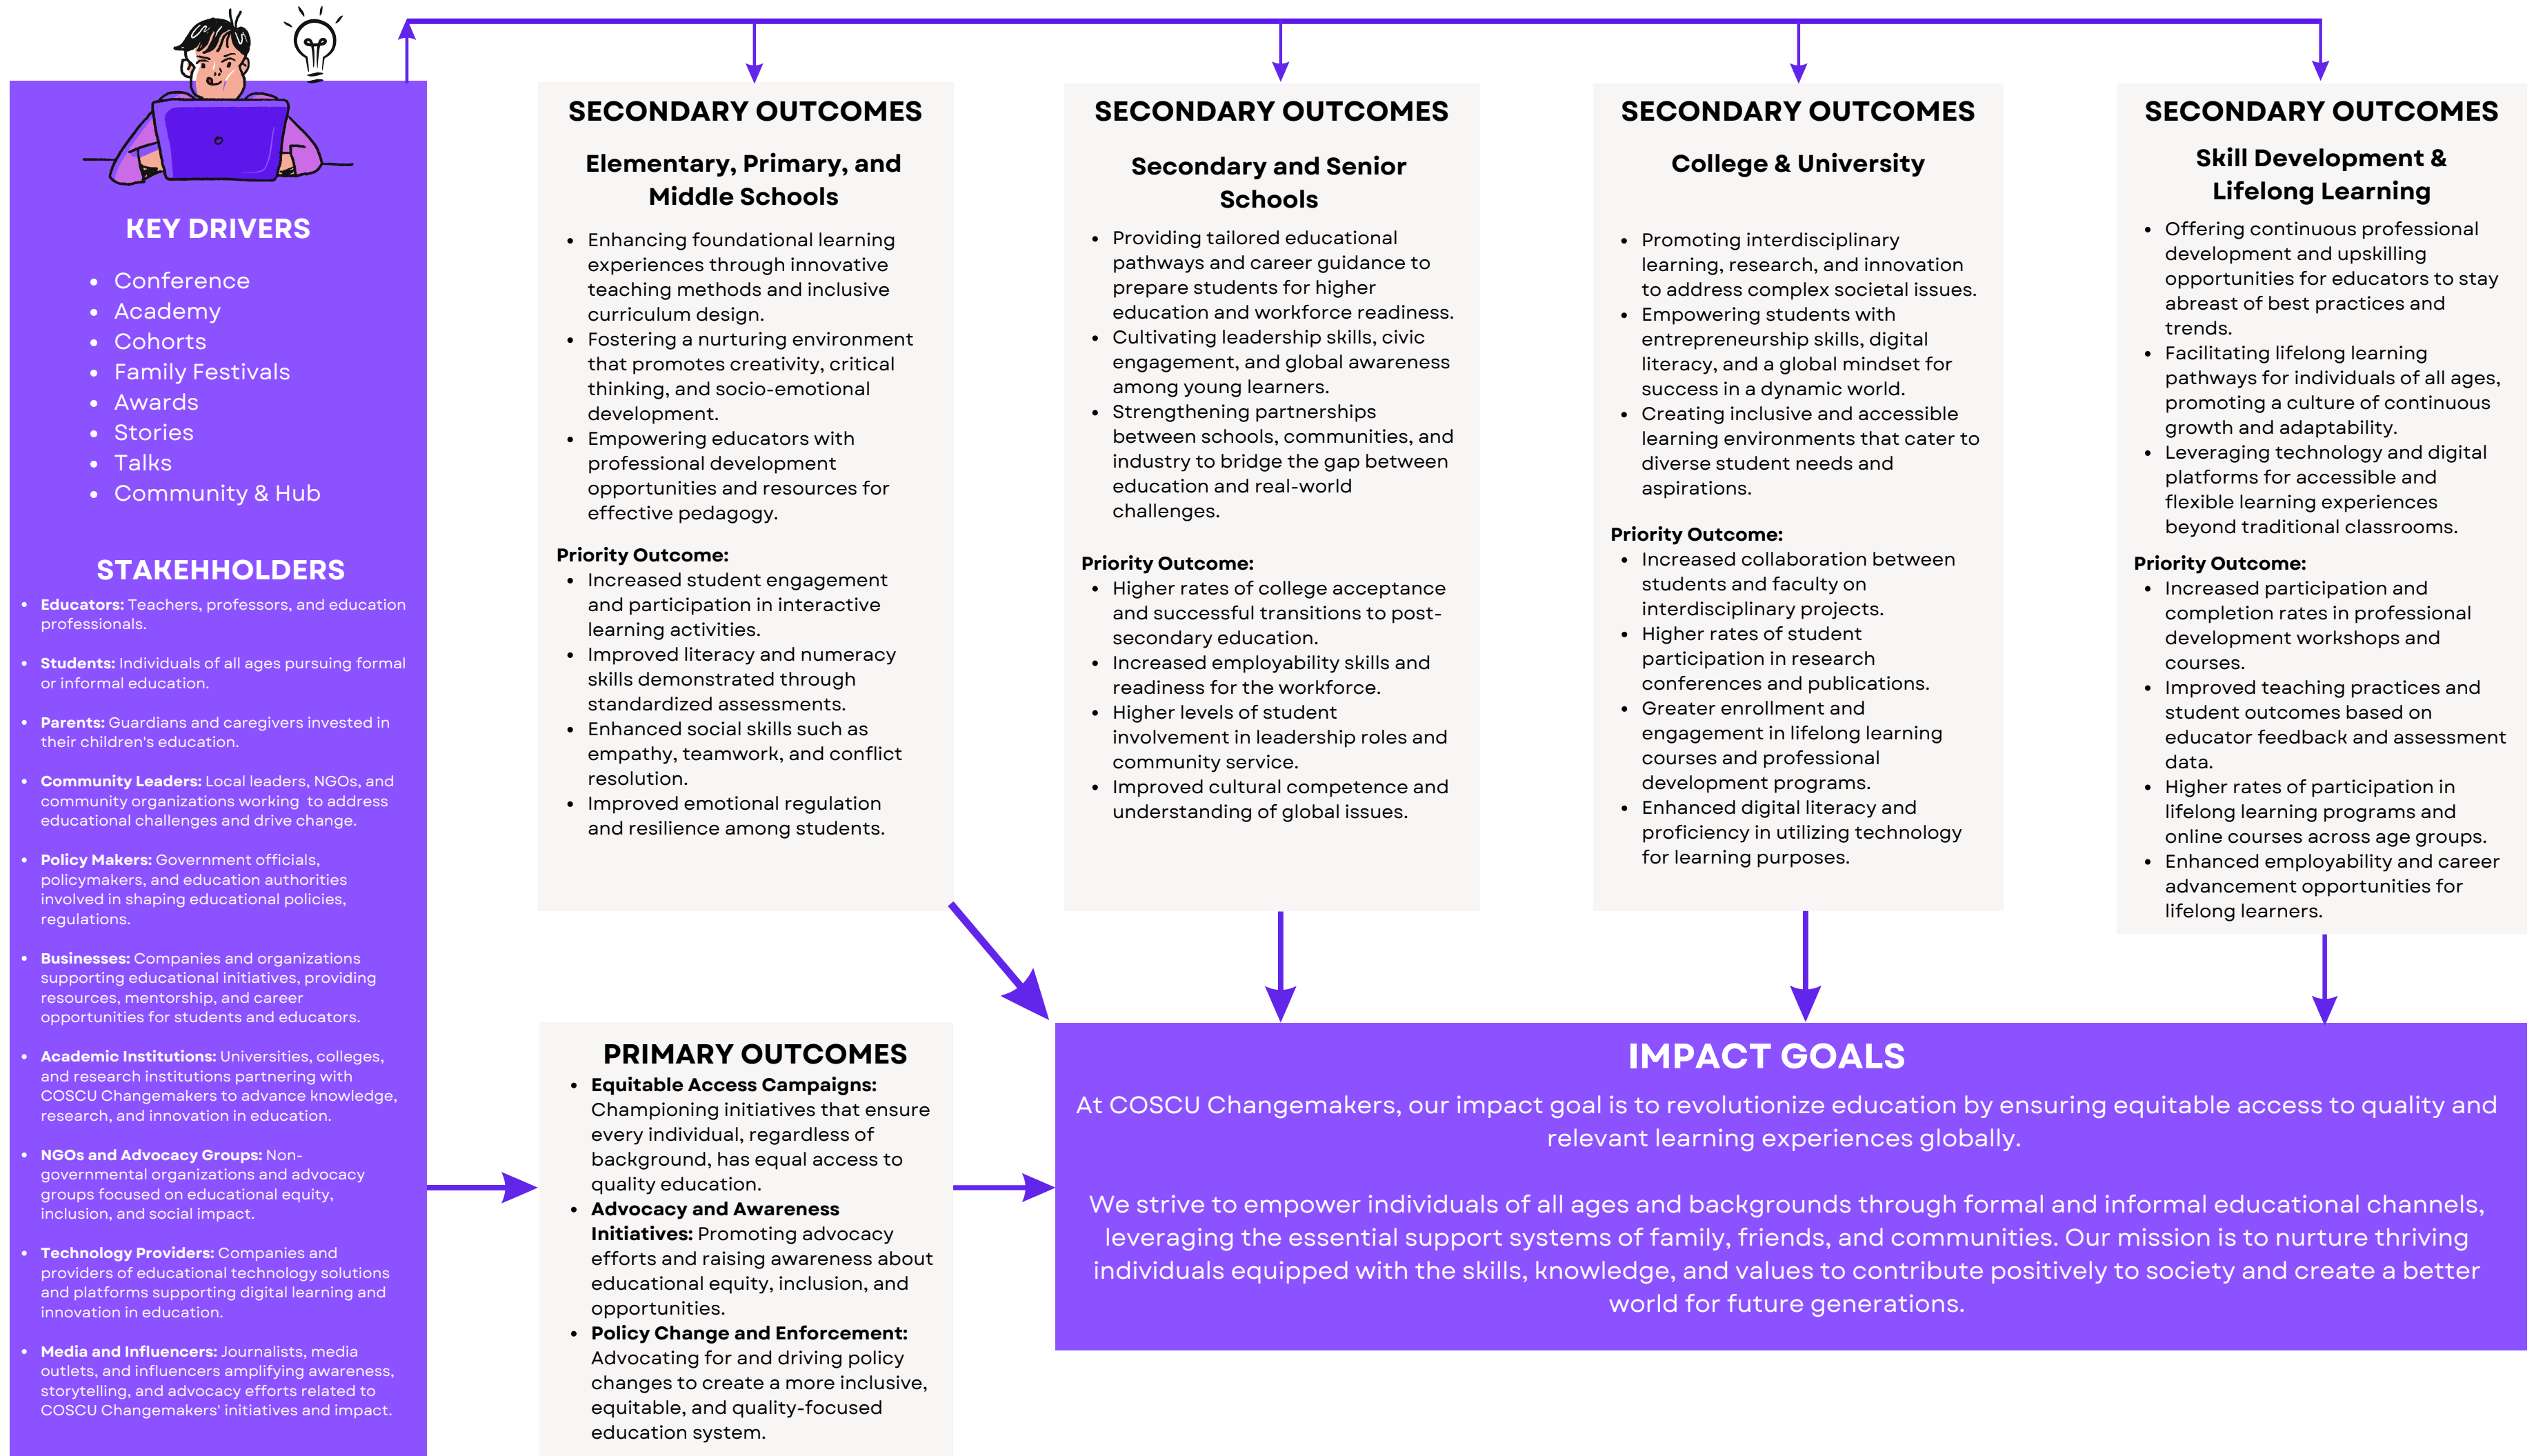 KEY DRIVERS
• Conference
• Academy
• Cohorts
• Family Festivals
• Awards
• Stories
• Talks
• Community & Hub
STAKEHHOLDERS
• Educators: Teachers, professors, and education
professionals.
• Students: Individuals of all ages pursuing formal
or informal education.
• Parents: Guardians and caregivers invested in
their children's education.
• Community Leaders: Local leaders, NGOs, and
community organizations working  to address
educational challenges and drive change.
• Policy Makers: Government officials,
policymakers, and education authorities
involved in shaping educational policies,
regulations.
• Businesses: Companies and organizations
supporting educational initiatives, providing
resources, mentorship, and career
opportunities for students and educators.
• Academic Institutions: Universities, colleges,
and research institutions partnering with
COSCU Changemakers to advance knowledge,
research, and innovation in education.
• NGOs and Advocacy Groups: Non-
governmental organizations and advocacy
groups focused on educational equity,
inclusion, and social impact.
• Technology Providers: Companies and
providers of educational technology solutions
and platforms supporting digital learning and
innovation in education.
• Media and Influencers: Journalists, media
outlets, and influencers amplifying awareness,
storytelling, and advocacy efforts related to
COSCU Changemakers' initiatives and impact.
SECONDARY OUTCOMES
Elementary, Primary, and
Middle Schools
• Enhancing foundational learning
experiences through innovative
teaching methods and inclusive
curriculum design.
• Fostering a nurturing environment
that promotes creativity, critical
thinking, and socio-emotional
development.
• Empowering educators with
professional development
opportunities and resources for
effective pedagogy.
Priority Outcome:
• Increased student engagement
and participation in interactive
learning activities.
• Improved literacy and numeracy
skills demonstrated through
standardized assessments.
• Enhanced social skills such as
empathy, teamwork, and conflict
resolution.
• Improved emotional regulation
and resilience among students.
SECONDARY OUTCOMES
Secondary and Senior
Schools
• Providing tailored educational
pathways and career guidance to
prepare students for higher
education and workforce readiness.
• Cultivating leadership skills, civic
engagement, and global awareness
among young learners.
• Strengthening partnerships
between schools, communities, and
industry to bridge the gap between
education and real-world
challenges.
Priority Outcome:
• Higher rates of college acceptance
and successful transitions to post-
secondary education.
• Increased employability skills and
readiness for the workforce.
• Higher levels of student
involvement in leadership roles and
community service.
• Improved cultural competence and
understanding of global issues.
SECONDARY OUTCOMES
College & University
• Promoting interdisciplinary
learning, research, and innovation
to address complex societal issues.
• Empowering students with
entrepreneurship skills, digital
literacy, and a global mindset for
success in a dynamic world.
• Creating inclusive and accessible
learning environments that cater to
diverse student needs and
aspirations.
Priority Outcome:
• Increased collaboration between
students and faculty on
interdisciplinary projects.
• Higher rates of student
participation in research
conferences and publications.
• Greater enrollment and
engagement in lifelong learning
courses and professional
development programs.
• Enhanced digital literacy and
proficiency in utilizing technology
for learning purposes.
SECONDARY OUTCOMES
Skill Development &
Lifelong Learning
• Offering continuous professional
development and upskilling
opportunities for educators to stay
abreast of best practices and
trends.
• Facilitating lifelong learning
pathways for individuals of all ages,
promoting a culture of continuous
growth and adaptability.
• Leveraging technology and digital
platforms for accessible and
flexible learning experiences
beyond traditional classrooms.
Priority Outcome:
• Increased participation and
completion rates in professional
development workshops and
courses.
• Improved teaching practices and
student outcomes based on
educator feedback and assessment
data.
• Higher rates of participation in
lifelong learning programs and
online courses across age groups.
• Enhanced employability and career
advancement opportunities for
lifelong learners.
PRIMARY OUTCOMES
• Equitable Access Campaigns:
Championing initiatives that ensure
every individual, regardless of
background, has equal access to
quality education.
• Advocacy and Awareness
Initiatives: Promoting advocacy
efforts and raising awareness about
educational equity, inclusion, and
opportunities.
• Policy Change and Enforcement:
Advocating for and driving policy
changes to create a more inclusive,
equitable, and quality-focused
education system.
IMPACT GOALS
At COSCU Changemakers, our impact goal is to revolutionize education by ensuring equitable access to quality and
relevant learning experiences globally.
We strive to empower individuals of all ages and backgrounds through formal and informal educational channels,
leveraging the essential support systems of family, friends, and communities. Our mission is to nurture thriving
individuals equipped with the skills, knowledge, and values to contribute positively to society and create a better
world for future generations.